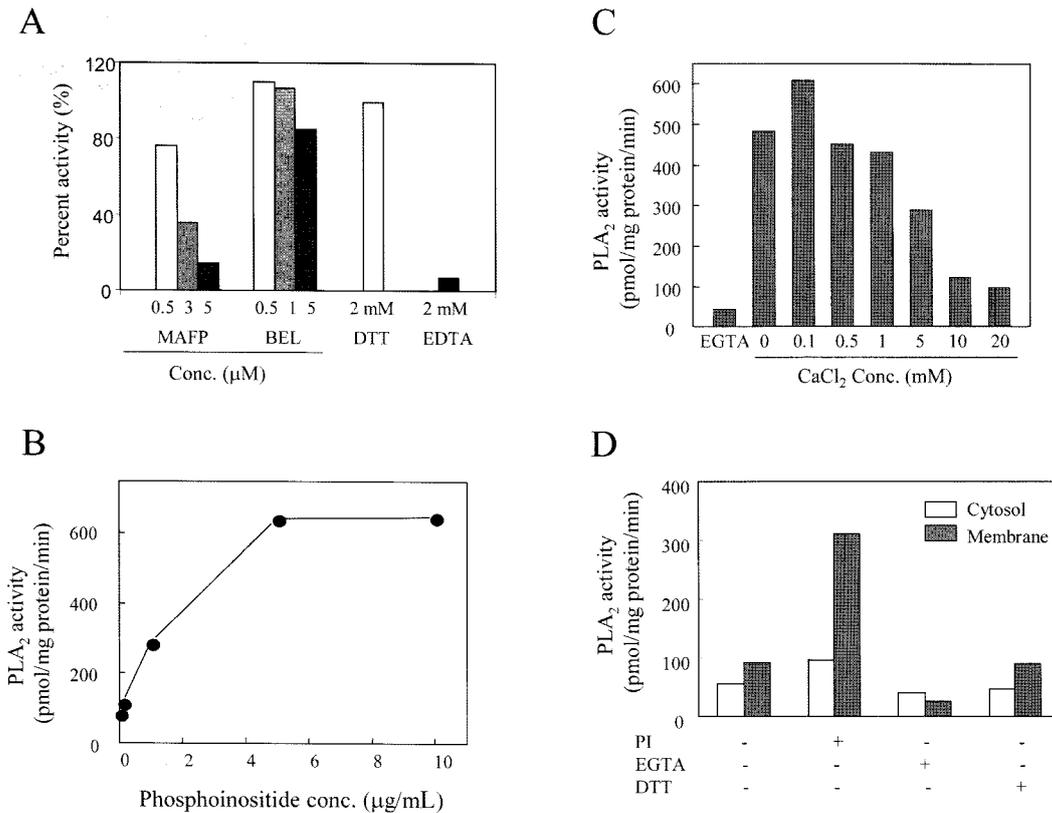 A
120
80
40
0
Percent activity (%)
0.5 3 5
0.5 1 5
2 mM
2 mM
MAFP
BEL
DTT
EDTA
Conc. (µM)
B
600
400
200
0
PLA2 activity
(pmol/mg protein/min)
0 2 4 6 8 10
Phosphoinositide conc. (µg/mL)
C
600
500
400
300
200
100
0
PLA2 activity
(pmol/mg protein/min)
EGTA 0 0.1 0.5 1 5 10 20
CaCl2 Conc. (mM)
D
400
300
100
0
PLA2 activity
(pmol/mg protein/min)
Cytosol
Membrane
PI - + - -
EGTA - - + -
DTT - - - +